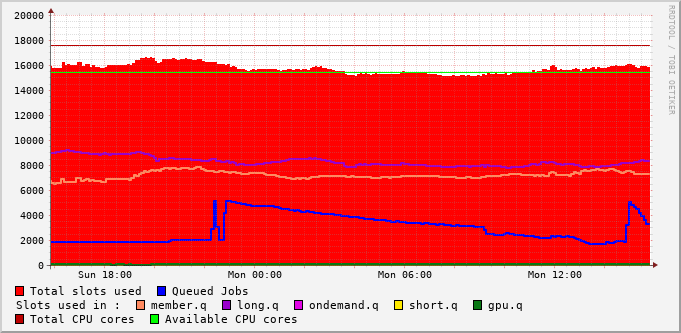 20000
18000
16000
14000
12000
10000
8000
6000
4000
2000
0
Sun 18:00 Mon 00:00 Mon 06:00 Mon 12:00
Total slots used Queued Jobs
Slots used in : member.q long.q ondemand.q short.q gpu.q
Total CPU cores Available CPU cores
RRDTOOL / TOBI OETIKER